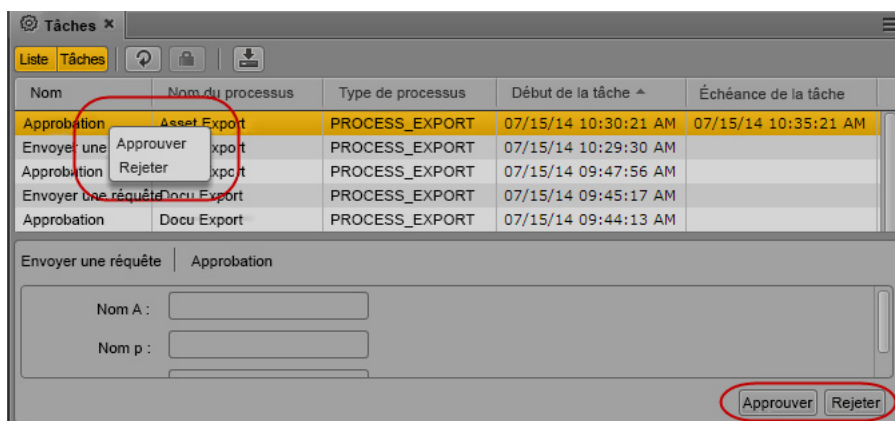 Tâches
Liste Tâches
Nom Nom du processus Type de processus Début de la tâche Échéance de la tâche
Approbation Asset Export PROCESS_EXPORT 07/15/14 10:30:21 AM 07/15/14 10:35:21 AM
Envoyer une xport PROCESS_EXPORT 07/15/14 10:29:30 AM
Approuver
Rejeter
Approbation xport PROCESS_EXPORT 07/15/14 09:47:56 AM
Envoyer une réquête Docu Export PROCESS_EXPORT 07/15/14 09:45:17 AM
Approbation Docu Export PROCESS_EXPORT 07/15/14 09:44:13 AM
Envoyer une réquête Approbation
Nom A :
Nom p :
Approuver Rejeter